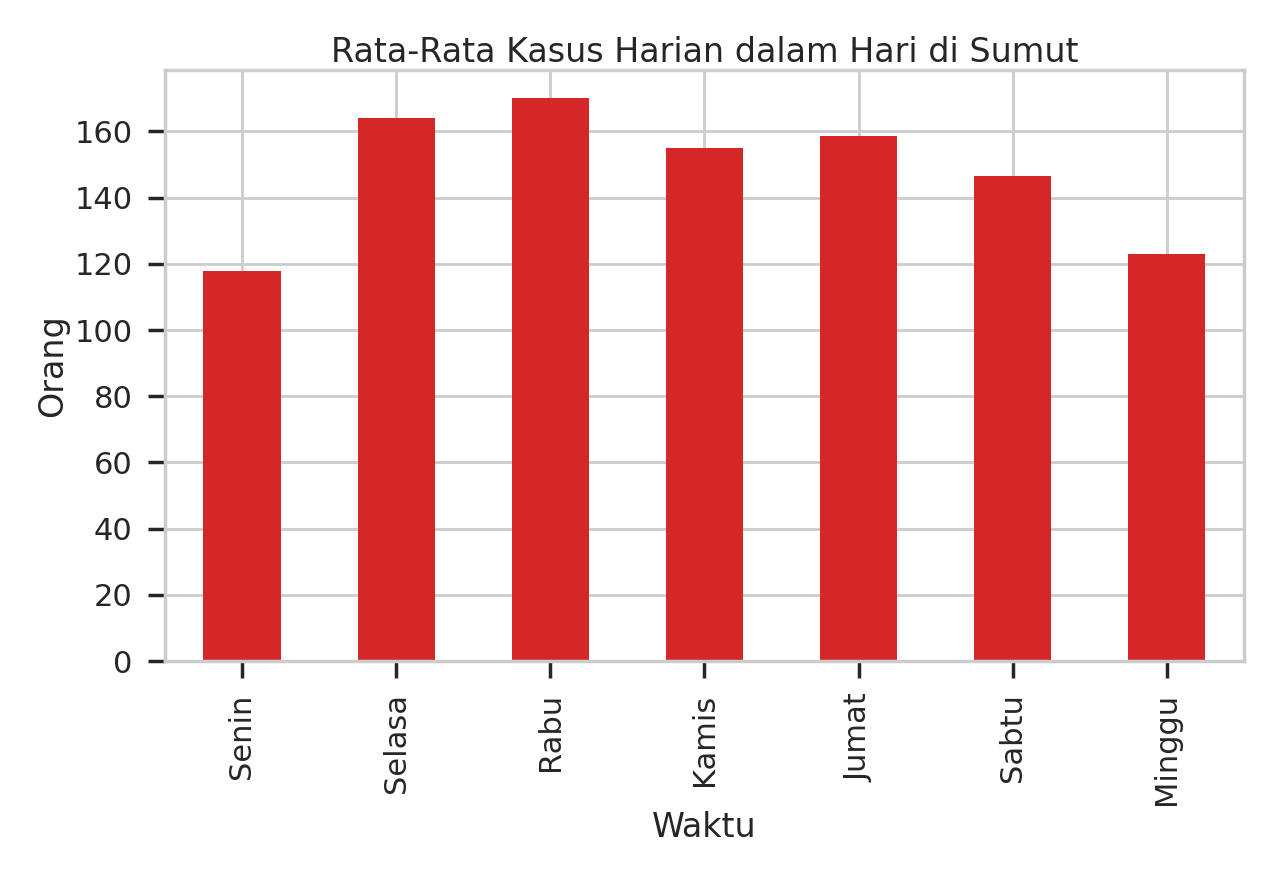 Rata-Rata Kasus Harian dalam Hari di Sumut
Orang
160
140
120
100
80
60
40
20
0
Senin
Selasa
Rabu
Kamis
Jumat
Sabtu
Minggu
Waktu